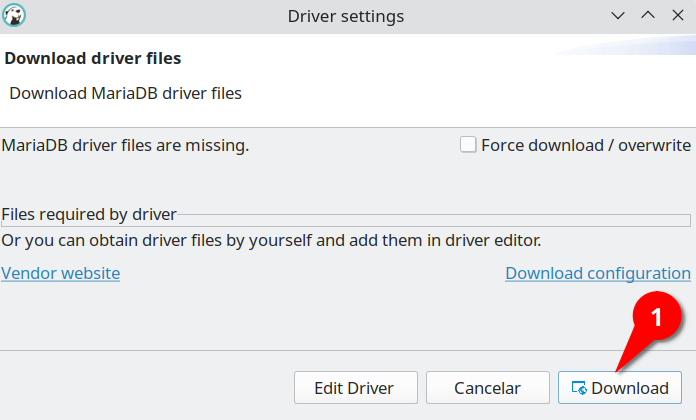 Driver settings
Download driver files
Download MariaDB driver files
MariaDB driver files are missing.
Force download / overwrite
Files required by driver
Or you can obtain driver files by yourself and add them in driver editor.
Vendor website
Download configuration
1
Edit Driver
Cancelar
Download